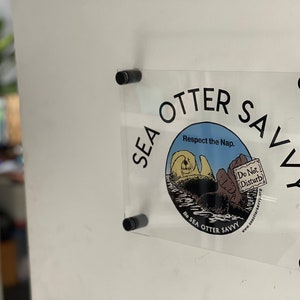 SEA OTTER SAVVY
Respect the Nap.
Do Not
Disturb
SEA OTTER SAVVY